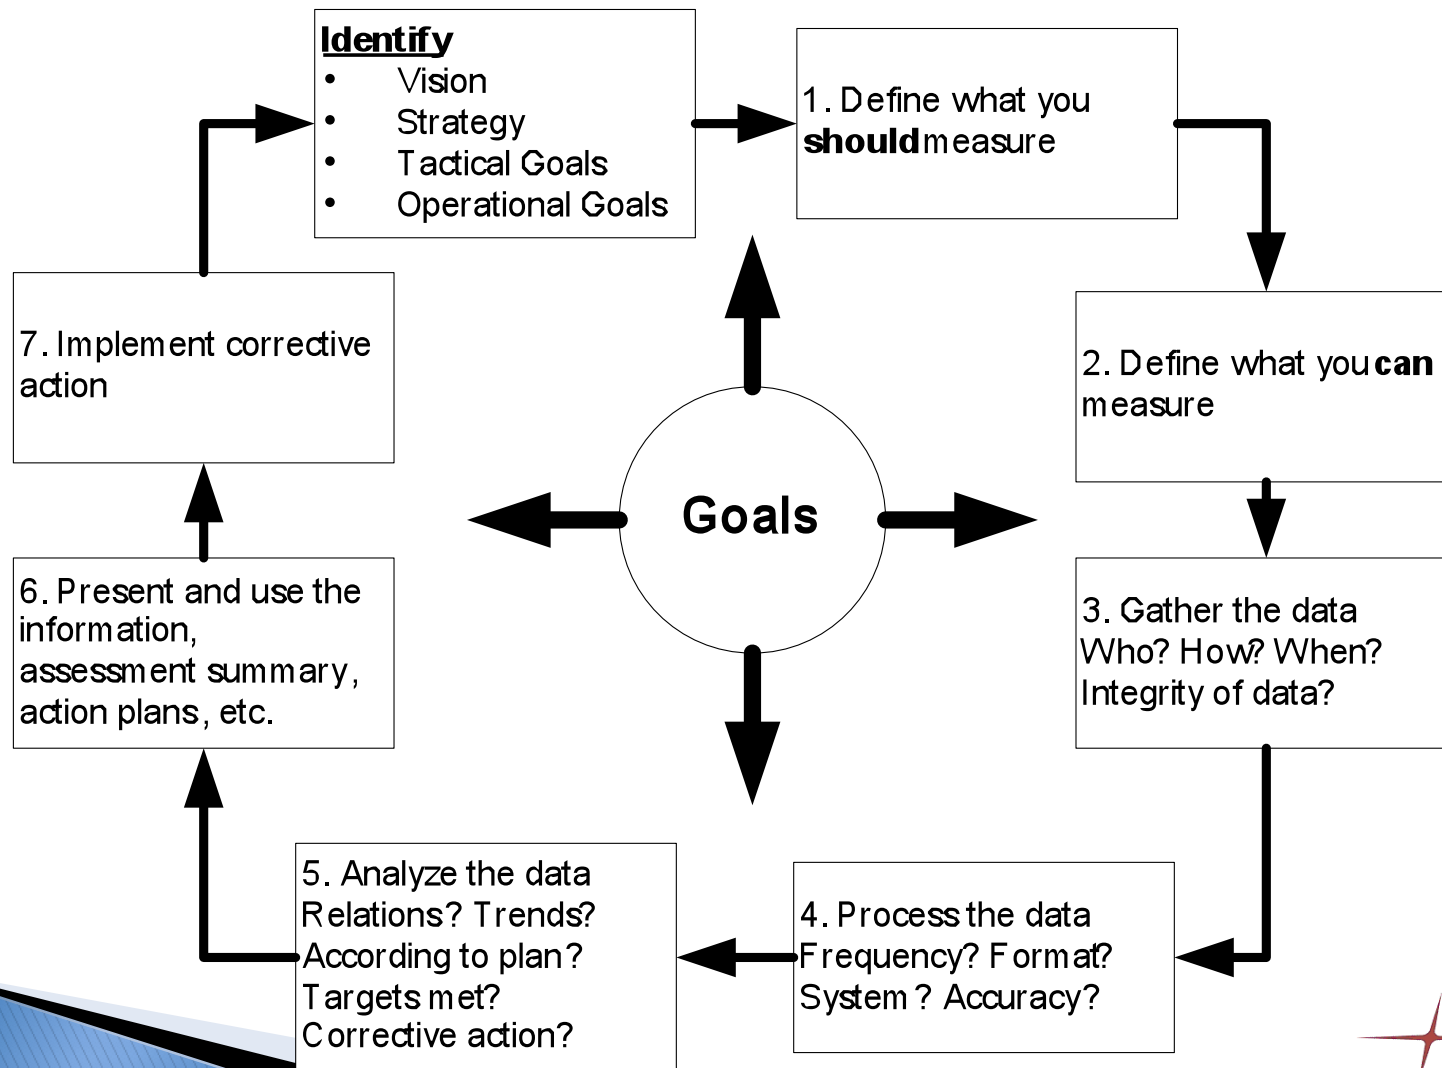 Identify
• Vision
• Strategy
• Tactical Goals
• Operational Goals
1. Define what you
should measure
2. Define what you can
measure
3. Gather the data
Who? How? When?
Integrity of data?
4. Process the data
Frequency? Format?
System? Accuracy?
5. Analyze the data
Relations? Trends?
According to plan?
Targets met?
Corrective action?
6. Present and use the
information,
assessment summary,
action plans, etc.
7. Implement corrective
action
Goals